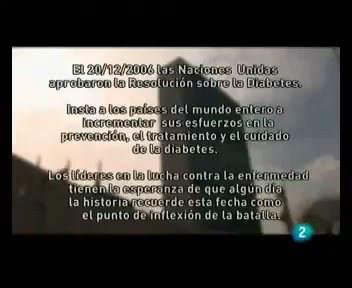 El 20/12/2006 las Naciones Unidas
aprobaron la Resolución sobre la Diabetes.
Insta a los países del mundo entero a
incrementar sus esfuerzos en la
prevención, el tratamiento y el cuidado
de la diabetes.
Los líderes en la lucha contra la enfermedad
tienen la esperanza de que algún día
la historia recuerde esta fecha como
el punto de inflexión de la batalla.
2